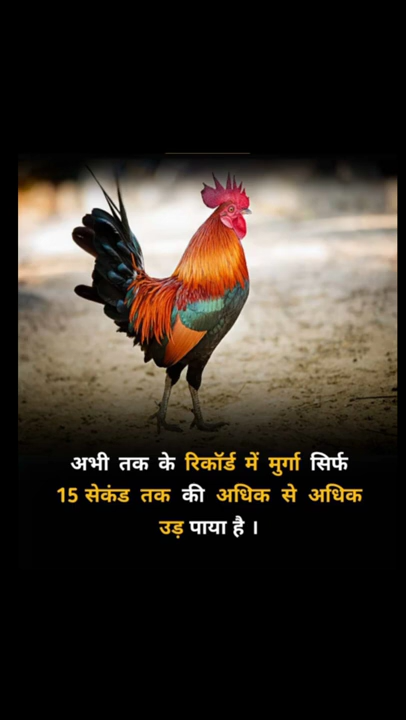 अभी तक के रिकॉर्ड में मुर्गा सिर्फ
15 सेकंड तक की अधिक से अधिक
उड़ पाया है ।